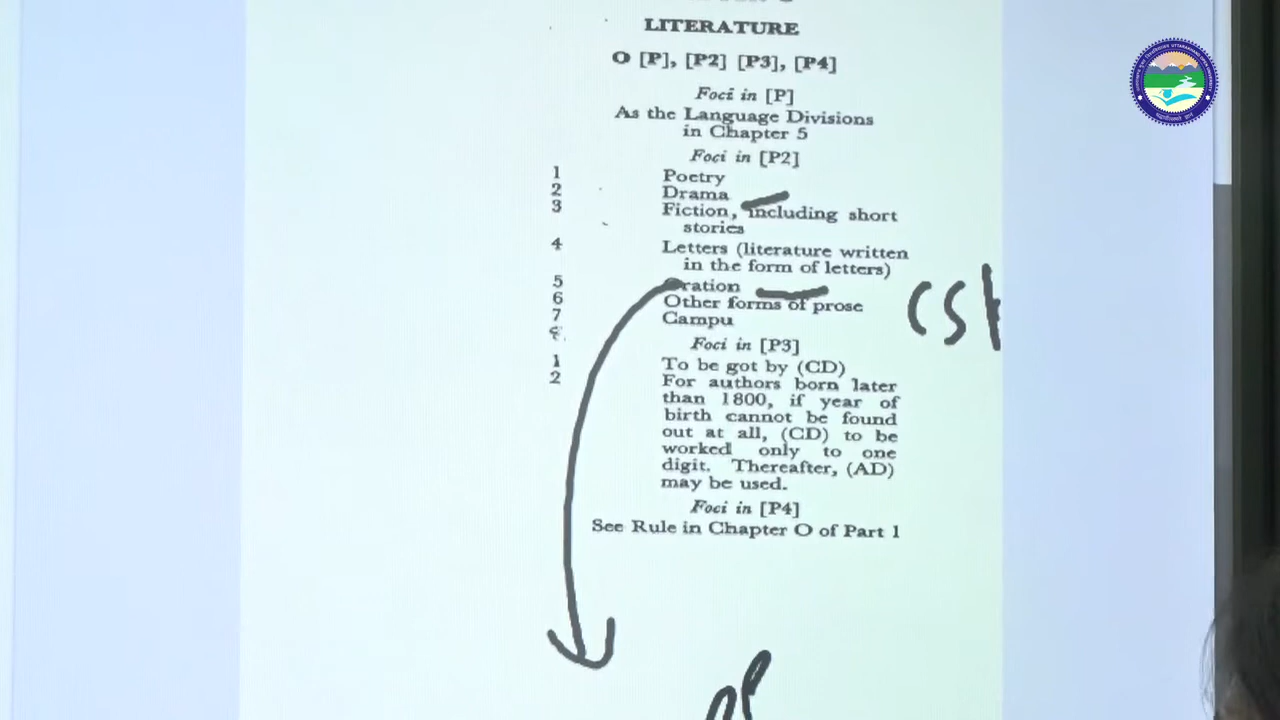 LITERATURE
O [P], [P2] [P3], [P4]
Foci in [P]
As the Language Divisions
in Chapter 5
Foci in [P2]
1 Poetry
2 Drama
3 Fiction, including short
stories
4 Letters (literature written
in the form of letters)
5 Oration
6 Other forms of prose
7 Campu
Foci in [P3]
1 To be got by (CD)
2 For authors born later
than 1800, if year of
birth cannot be found
out at all, (CD) to be
worked only to one
digit. Thereafter, (AD)
may be used.
Foci in [P4]
See Rule in Chapter O of Part 1